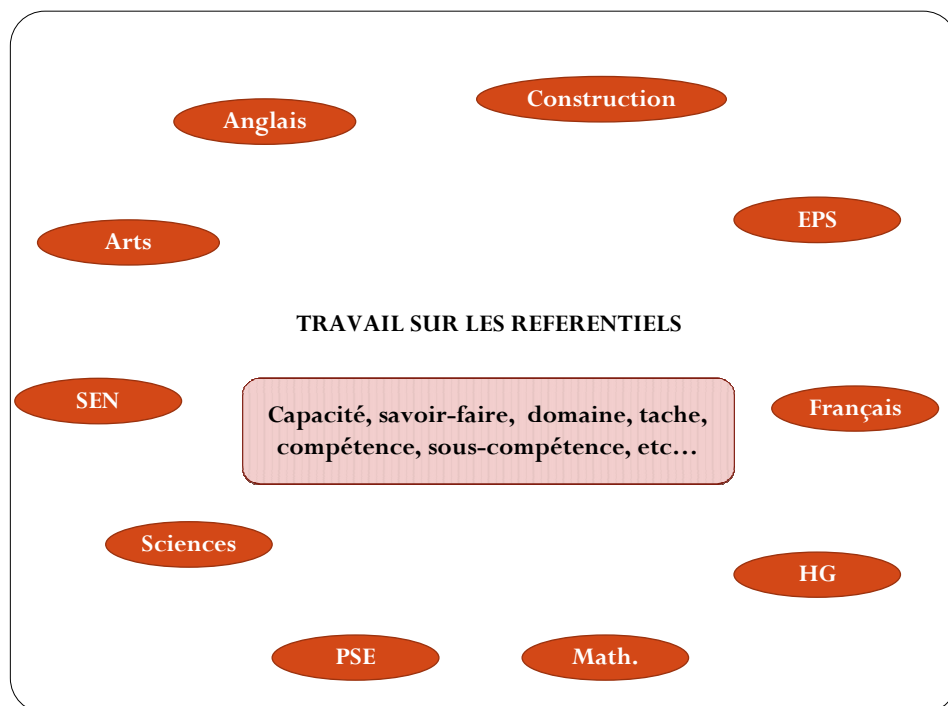 Construction
Anglais
EPS
Arts
TRAVAIL SUR LES REFERENTIELS
SEN
Capacité, savoir-faire, domaine, tache,
compétence, sous-compétence, etc…
Français
Sciences
HG
PSE
Math.